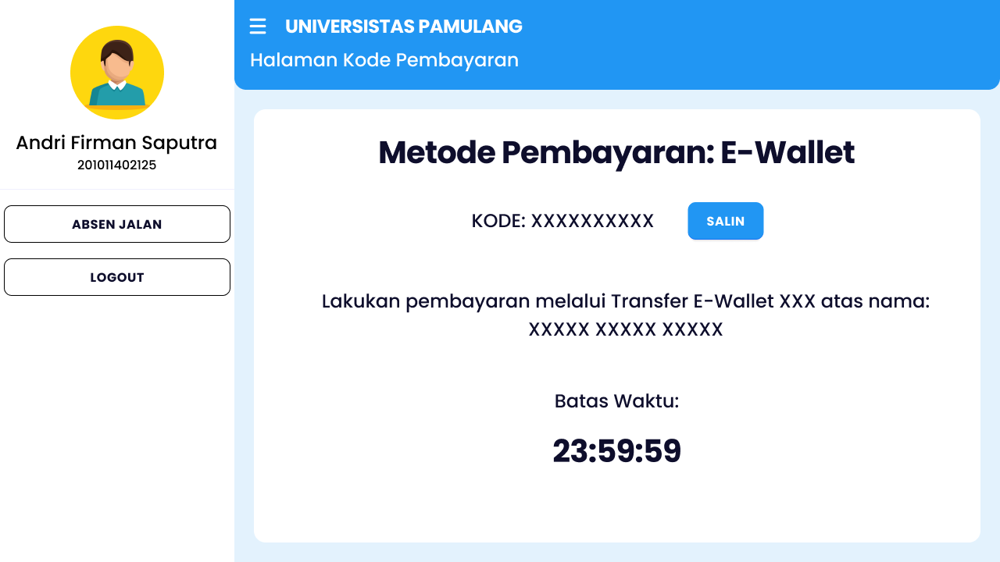 Andri Firman Saputra
201011402125
ABSEN JALAN
LOGOUT
UNIVERSISTAS PAMULANG
Halaman Kode Pembayaran
Metode Pembayaran: E-Wallet
KODE: XXXXXXXXXX
SALIN
Lakukan pembayaran melalui Transfer E-Wallet XXX atas nama:
XXXXX XXXXX XXXXX
Batas Waktu:
23:59:59